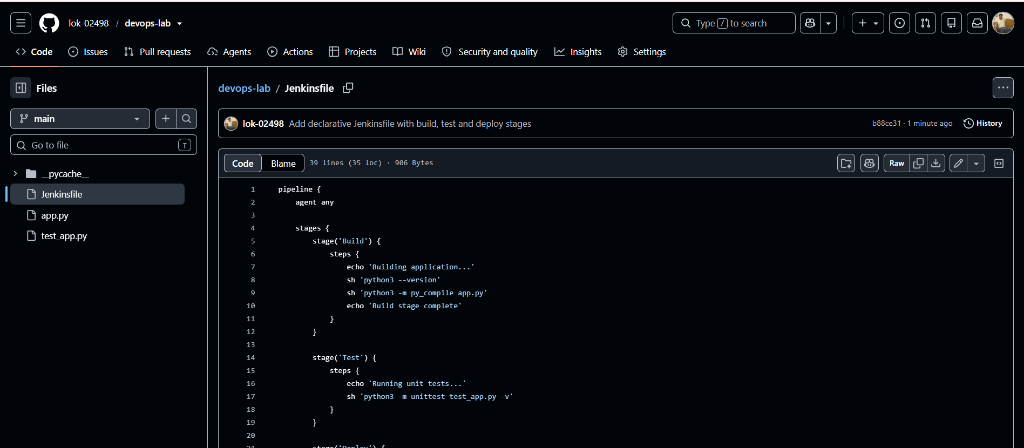 lok-02498 / devops-lab
Type / to search
Code Issues Pull requests Agents Actions Projects Wiki Security and quality Insights Settings
Files
main
Go to file T
__pycache__
Jenkinsfile
app.py
test_app.py
devops-lab / Jenkinsfile
lok-02498 Add declarative Jenkinsfile with build, test and deploy stages b88ce31 · 1 minute ago History
Code Blame 39 lines (35 loc) · 906 Bytes Raw
1 pipeline {
2     agent any
3
4     stages {
5         stage('Build') {
6             steps {
7                 echo 'Building application...'
8                 sh 'python3 --version'
9                 sh 'python3 -m py_compile app.py'
10                 echo 'Build stage complete'
11             }
12         }
13
14         stage('Test') {
15             steps {
16                 echo 'Running unit tests...'
17                 sh 'python3 -m unittest test_app.py -v'
18             }
19         }
20
21         stage('Deploy') {